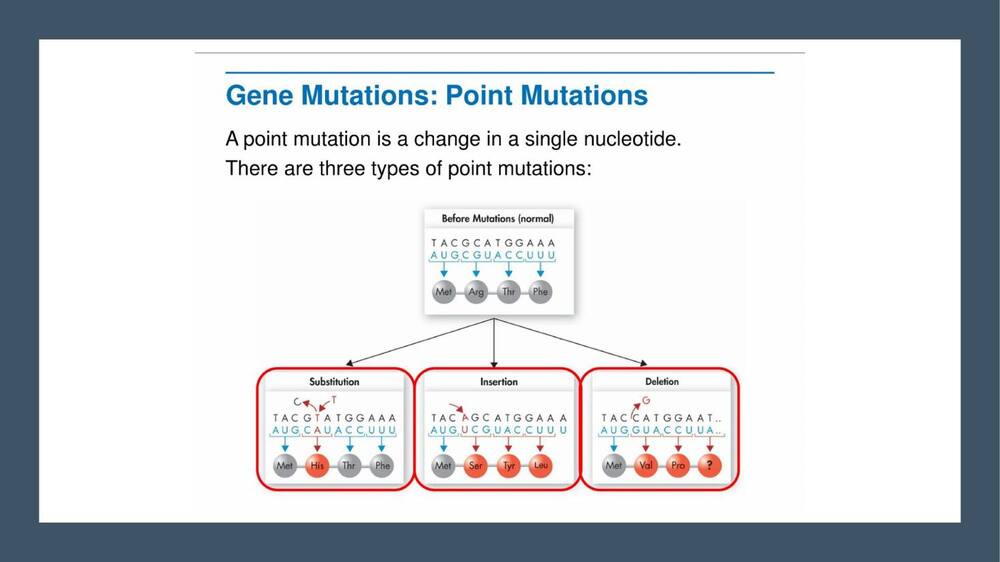 Gene Mutations: Point Mutations
A point mutation is a change in a single nucleotide.
There are three types of point mutations:
Before Mutations (normal)
T A C G C A T G G A A A
A U G C G U A C C U U U
Met Arg Thr Phe
Substitution
C T
T A C G T A T G G A A A
A U G C A U A C C U U U
Met His Thr Phe
Insertion
T A C A G C A T G G A A A
A U G U C G U A C C U U U
Met Ser Tyr Leu
Deletion
G
T A C C A T G G A A T . .
A U G G U A C C U U A . .
Met Val Pro ?